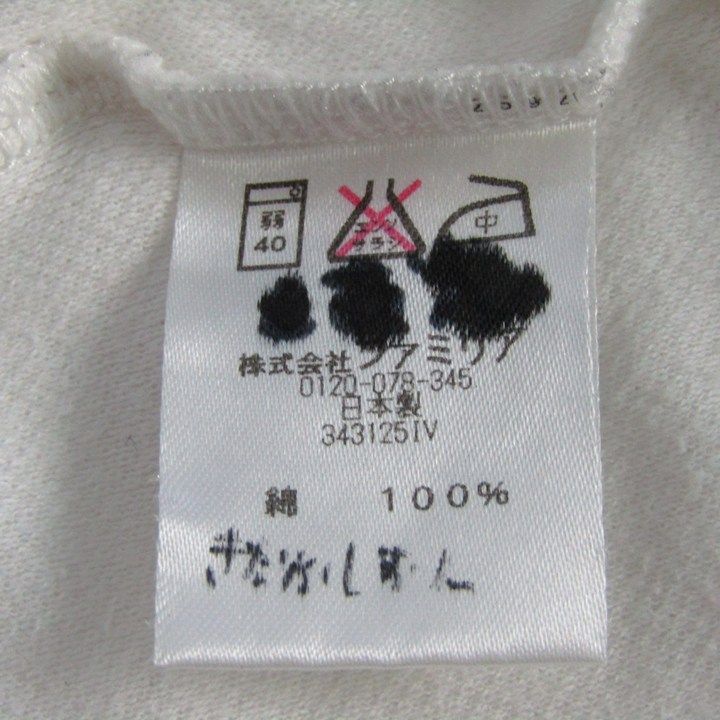 弱
40
エンソ
サラシ
中
株式会社ファミリア
0120-078-345
日本製
343125IV
綿 100%